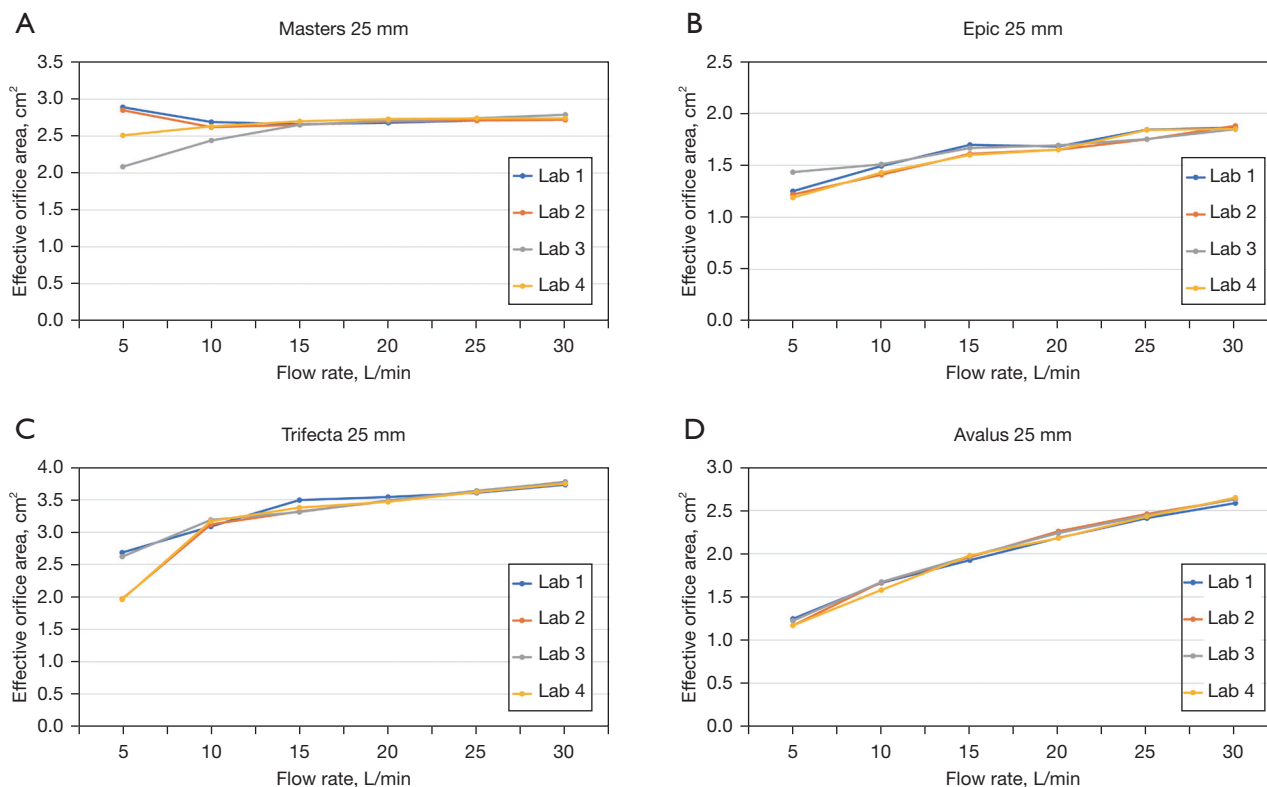 A
Masters 25 mm
Effective orifice area, cm²
3.5
3.0
2.5
2.0
1.5
1.0
0.5
0.0
Lab 1
Lab 2
Lab 3
Lab 4
5 10 15 20 25 30
Flow rate, L/min
B
Epic 25 mm
Effective orifice area, cm²
2.5
2.0
1.5
1.0
0.5
0.0
Lab 1
Lab 2
Lab 3
Lab 4
5 10 15 20 25 30
Flow rate, L/min
C
Trifecta 25 mm
Effective orifice area, cm²
4.0
3.5
3.0
2.5
2.0
1.5
1.0
0.5
0.0
Lab 1
Lab 2
Lab 3
Lab 4
5 10 15 20 25 30
Flow rate, L/min
D
Avalus 25 mm
Effective orifice area, cm²
3.0
2.5
2.0
1.5
1.0
0.5
0.0
Lab 1
Lab 2
Lab 3
Lab 4
5 10 15 20 25 30
Flow rate, L/min